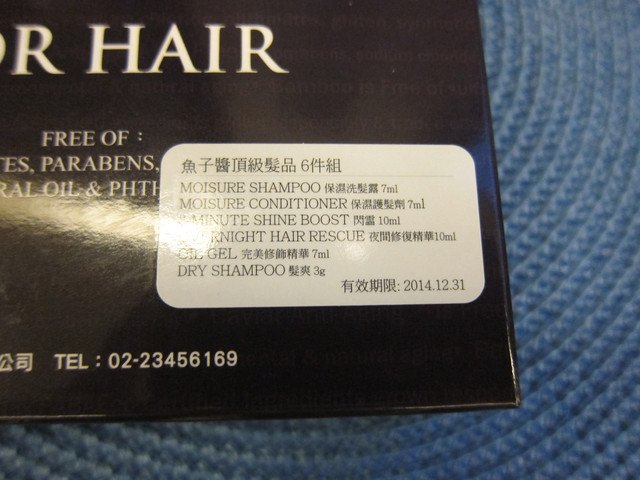 OR HAIR
FREE OF：
TES, PARABENS,
RAL OIL & PHTH
魚子醬頂級髮品 6件組
MOISURE SHAMPOO 保濕洗髮露 7ml
MOISURE CONDITIONER 保濕護髮劑 7ml
MINUTE SHINE BOOST 閃靈 10ml
OVERNIGHT HAIR RESCUE 夜間修復精華10ml
GEL 完美修飾精華 7ml
DRY SHAMPOO 髮爽 3g
有效期限: 2014.12.31
公司 TEL：02-23456169